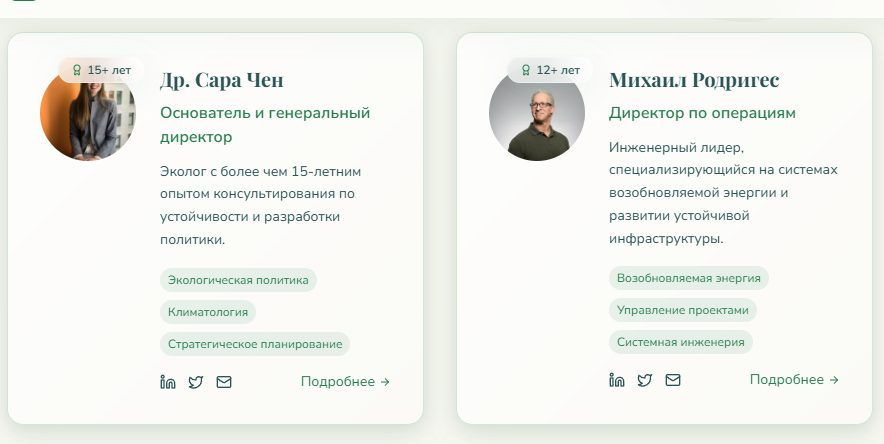 15+ лет
Др. Сара Чен
Основатель и генеральный
директор
Эколог с более чем 15-летним
опытом консультирования по
устойчивости и разработки
политики.
Экологическая политика
Климатология
Стратегическое планирование
Подробнее →
12+ лет
Михаил Родригес
Директор по операциям
Инженерный лидер,
специализирующийся на системах
возобновляемой энергии и
развитии устойчивой
инфраструктуры.
Возобновляемая энергия
Управление проектами
Системная инженерия
Подробнее →